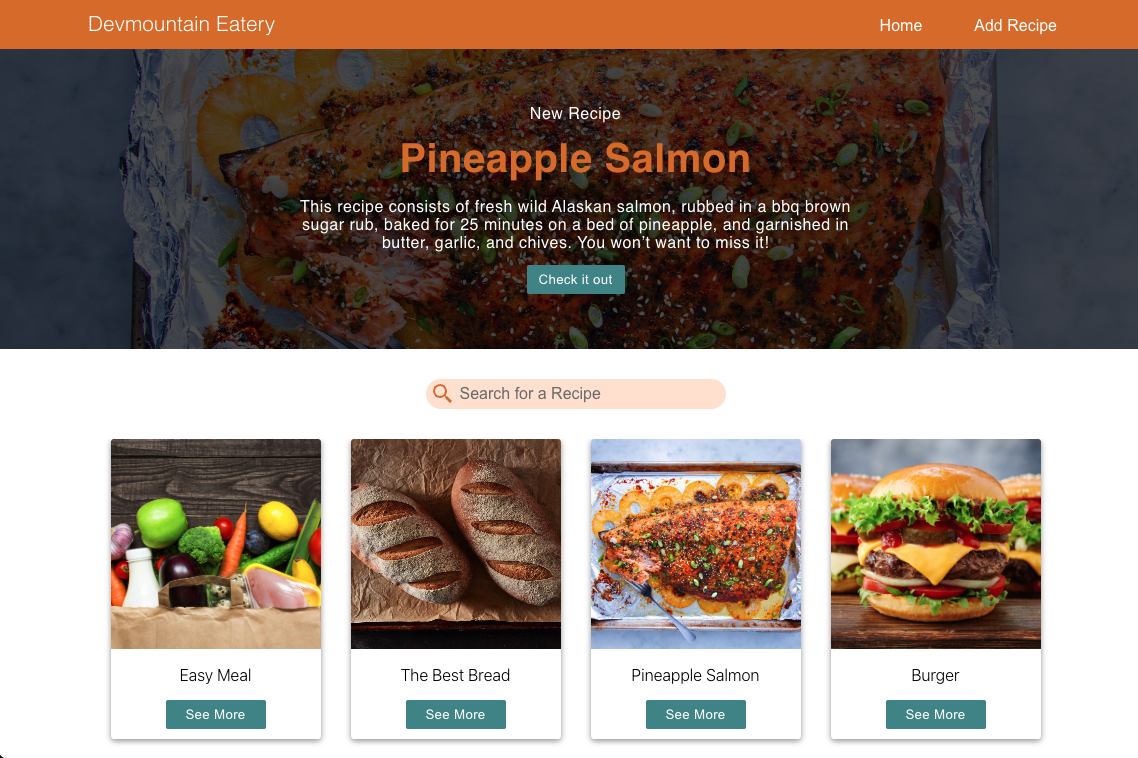 Devmountain Eatery
Home
Add Recipe
New Recipe
Pineapple Salmon
This recipe consists of fresh wild Alaskan salmon, rubbed in a bbq brown
sugar rub, baked for 25 minutes on a bed of pineapple, and garnished in
butter, garlic, and chives. You won’t want to miss it!
Check it out
Search for a Recipe
Easy Meal
The Best Bread
Pineapple Salmon
Burger
See More
See More
See More
See More